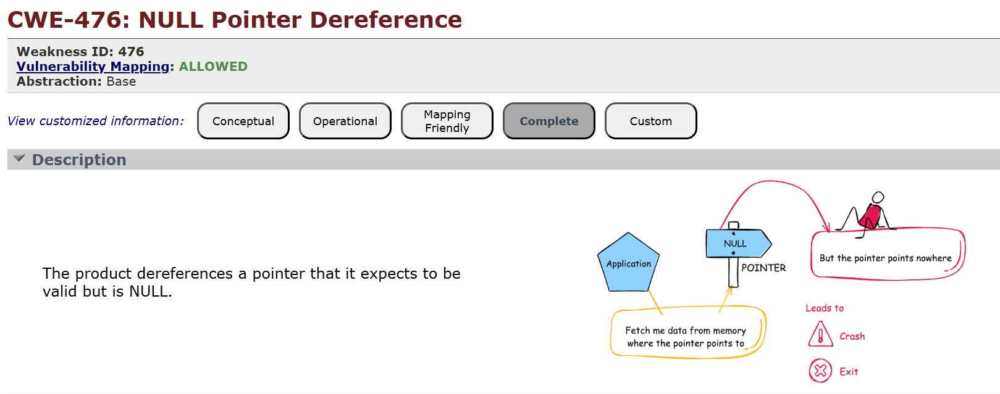 CWE-476: NULL Pointer Dereference
Weakness ID: 476
Vulnerability Mapping: ALLOWED
Abstraction: Base
View customized information:
Conceptual
Operational
Mapping
Friendly
Complete
Custom
Description
The product dereferences a pointer that it expects to be
valid but is NULL.
Application
NULL
POINTER
But the pointer points nowhere
Fetch me data from memory
where the pointer points to
Leads to
Crash
Exit